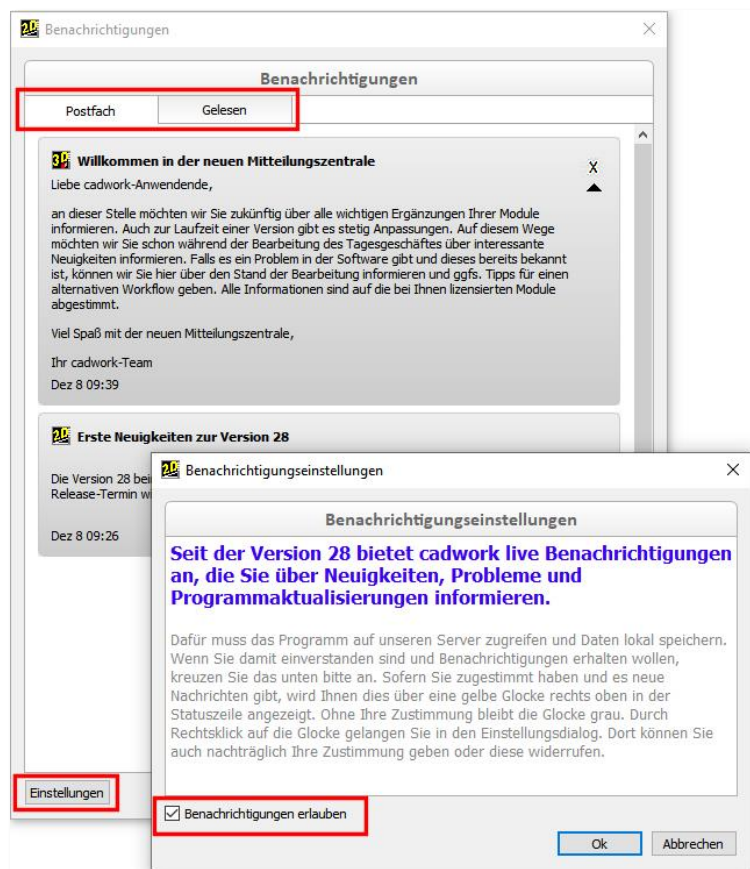 Benachrichtigungen
Benachrichtigungen
Postfach Gelesen
Willkommen in der neuen Mitteilungszentrale
X
Liebe cadwork-Anwendende,
an dieser Stelle möchten wir Sie zukünftig über alle wichtigen Ergänzungen Ihrer Module
informieren. Auch zur Laufzeit einer Version gibt es stetig Anpassungen. Auf diesem Wege
möchten wir Sie schon während der Bearbeitung des Tagesgeschäftes über interessante
Neuigkeiten informieren. Falls es ein Problem in der Software gibt und dieses bereits bekannt
ist, können wir Sie hier über den Stand der Bearbeitung informieren und ggfs. Tipps für einen
alternativen Workflow geben. Alle Informationen sind auf die bei Ihnen lizensierten Module
abgestimmt.
Viel Spaß mit der neuen Mitteilungszentrale,
Ihr cadwork-Team
Dez 8 09:39
Erste Neuigkeiten zur Version 28
Die Version 28 bei
Release-Termin wi
Dez 8 09:26
Einstellungen
Benachrichtigungseinstellungen
Benachrichtigungseinstellungen
Seit der Version 28 bietet cadwork live Benachrichtigungen
an, die Sie über Neuigkeiten, Probleme und
Programmaktualisierungen informieren.
Dafür muss das Programm auf unseren Server zugreifen und Daten lokal speichern.
Wenn Sie damit einverstanden sind und Benachrichtigungen erhalten wollen,
kreuzen Sie das unten bitte an. Sofern Sie zugestimmt haben und es neue
Nachrichten gibt, wird Ihnen dies über eine gelbe Glocke rechts oben in der
Statuszeile angezeigt. Ohne Ihre Zustimmung bleibt die Glocke grau. Durch
Rechtsklick auf die Glocke gelangen Sie in den Einstellungsdialog. Dort können Sie
auch nachträglich Ihre Zustimmung geben oder diese widerrufen.
Benachrichtigungen erlauben
Ok Abbrechen